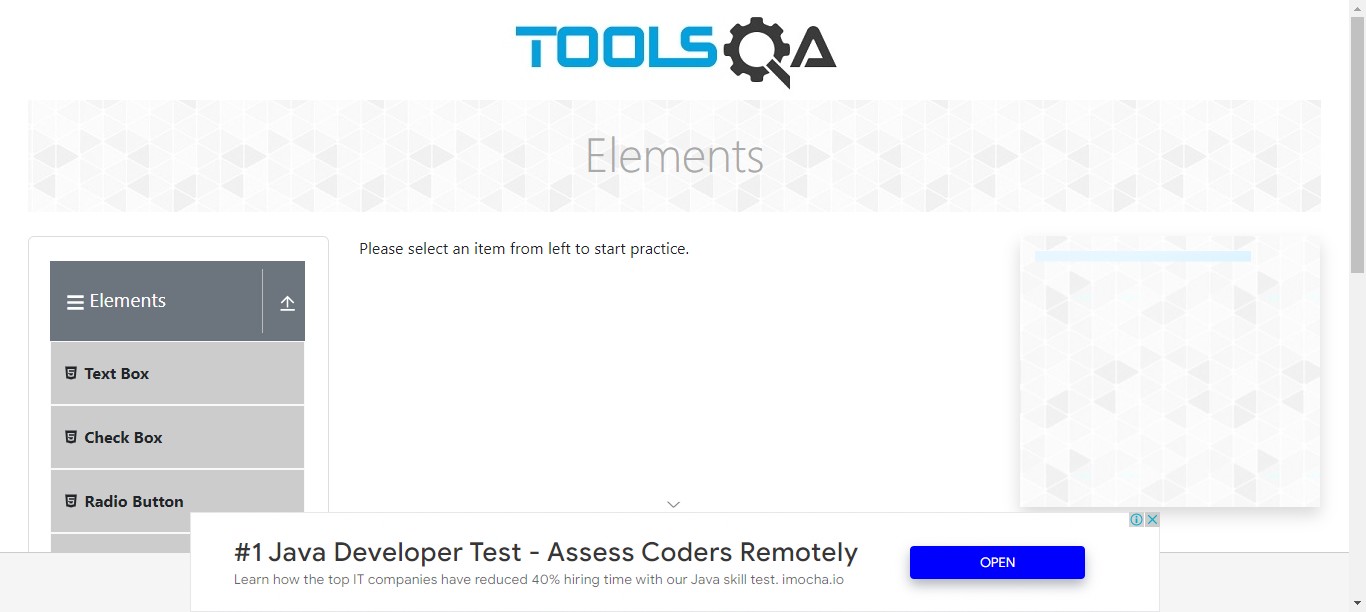 TOOLSQA
Elements
Please select an item from left to start practice.
Elements
Text Box
Check Box
Radio Button
#1 Java Developer Test - Assess Coders Remotely
Learn how the top IT companies have reduced 40% hiring time with our Java skill test. imocha.io
OPEN